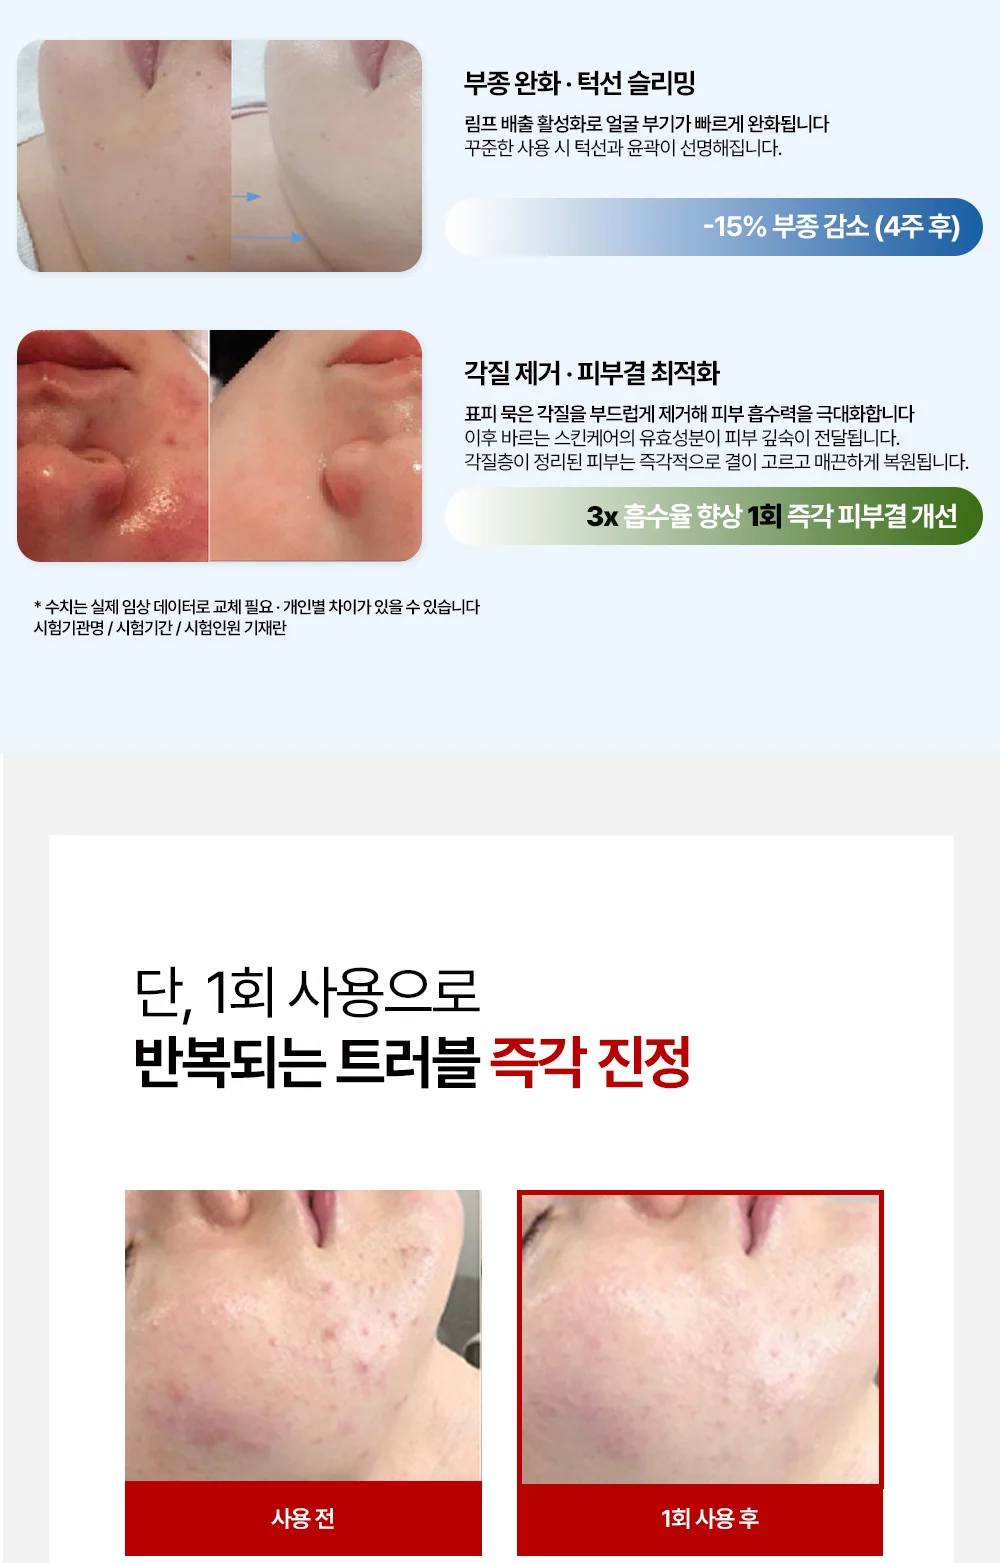 부종 완화 · 턱선 슬리밍
림프 배출 활성화로 얼굴 부기가 빠르게 완화됩니다
꾸준한 사용 시 턱선과 윤곽이 선명해집니다.
-15% 부종 감소 (4주 후)
각질 제거 · 피부결 최적화
표피 묵은 각질을 부드럽게 제거해 피부 흡수력을 극대화합니다
이후 바르는 스킨케어의 유효성분이 피부 깊숙이 전달됩니다.
각질층이 정리된 피부는 즉각적으로 결이 고르고 매끈하게 복원됩니다.
3x 흡수율 향상 1회 즉각 피부결 개선
* 수치는 실제 임상 데이터로 교체 필요 · 개인별 차이가 있을 수 있습니다
시험기관명 / 시험기간 / 시험인원 기재란
단, 1회 사용으로
반복되는 트러블 즉각 진정
사용 전
1회 사용 후